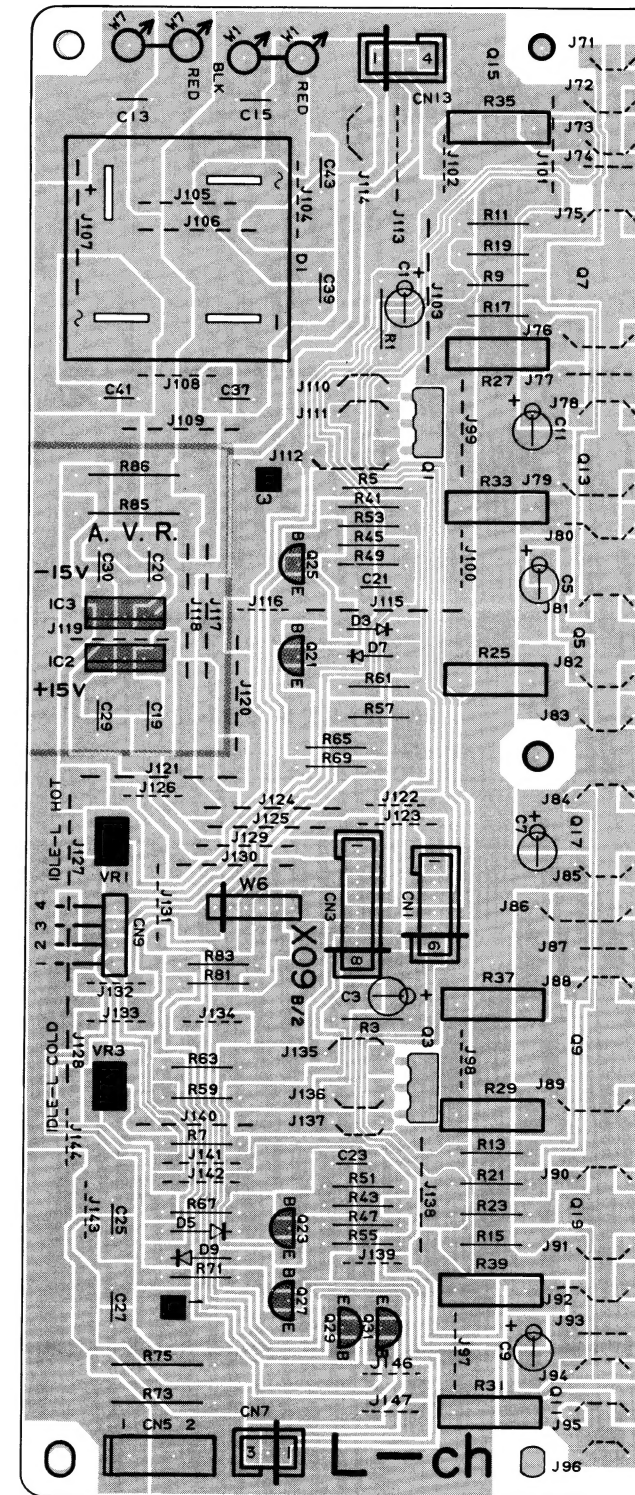 W7 W7 W1 W1
RED BLK RED
C13 C15
1 4
CN13
Q15
J71
J72
R35
J73
J74
J102
J101
C43
J114
J105
J106
J104
J107
D1
J113
J75
R11
R19
Q7
C1
R9
J103
C39
R17
R1
J76
J108
R27
J77
C41 C37
J110
J111
J78
J109
J99
C11
Q1
J112
3
Q13
R86
R5
R33
J79
R85
R41
R53
J80
A. V. R.
R45
J100
B
Q25
E
R49
C30 C20
-15V
C21
C5
IC3
J118
J117
J116
J115
J81
J119
D3
Q5
B
Q21
E
IC2
D7
R25
J82
+15V
R61
J120
C29 C19
R57
J83
R65
J121
R69
J126
J84
J124
J122
J125
J123
IDLE-L HOT
J129
C7
Q17
J127
J130
J85
VR1
J131
W6
CN3
CN1
J86
1 2 3 4
CN9
J87
X09 B/2
8
6
R83
R81
J88
J132
C3
R37
J133
J134
R3
IDLE-L COLD
J128
J135
Q3
J98
Q9
VR3
R63
R59
J136
J89
R29
J144
J140
J137
R7
R13
J141
C23
J90
J142
R51
J138
R21
J143
C25
R67
B
Q23
E
R43
R23
Q19
D5
R47
D9
R55
R15
J91
R71
J139
B
Q27
E
R39
C27
1
E
Q29
B
E
Q31
B
J92
J93
J97
C9
R75
J146
J94
R73
J147
R31
1 CN5 2
CN7
J95
3 1
L-ch
J96